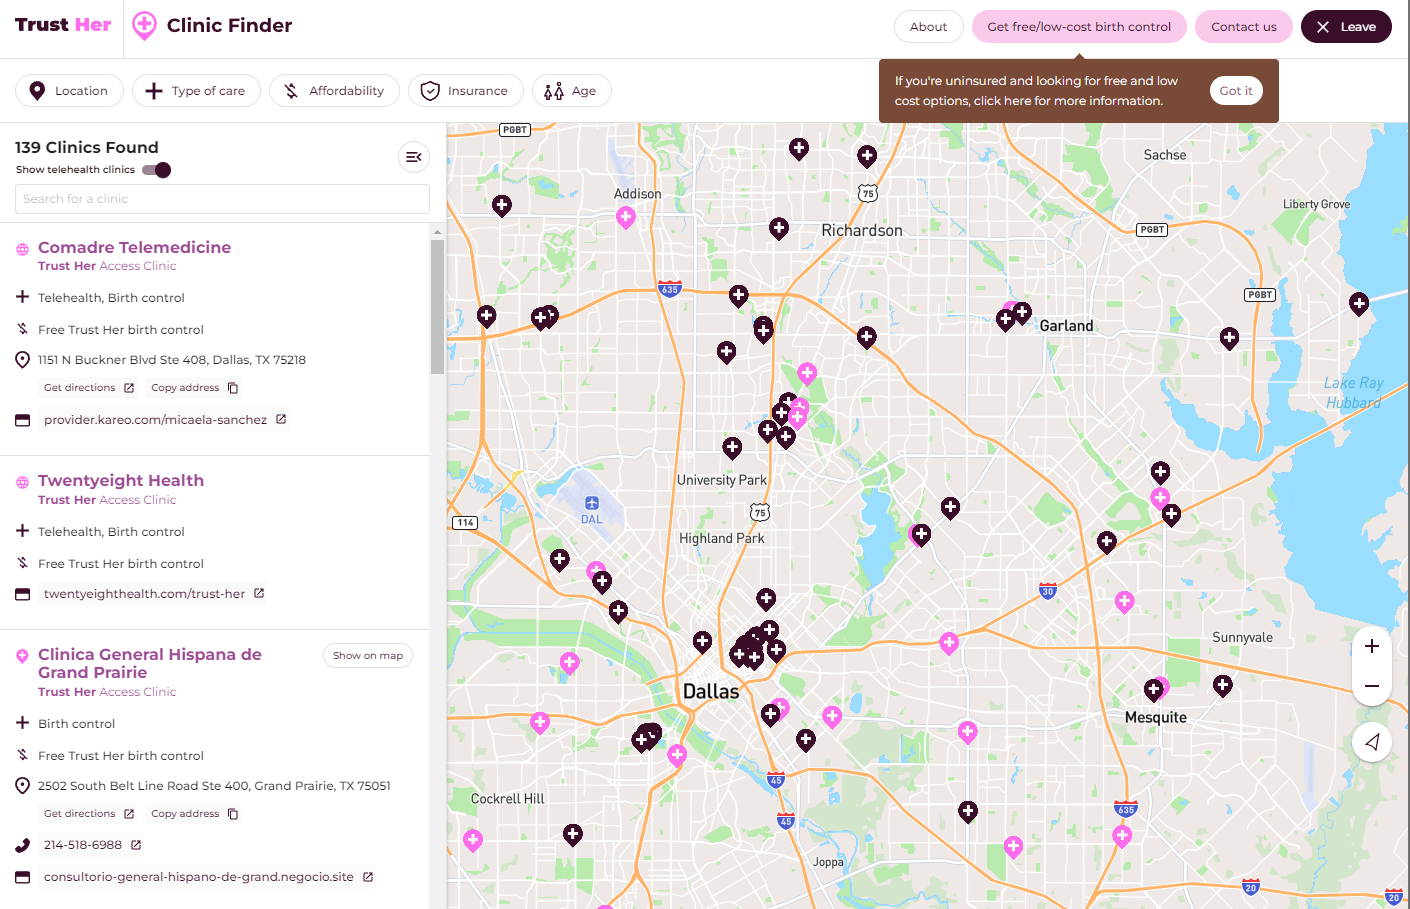 Trust Her
Clinic Finder
About
Get free/low-cost birth control
Contact us
Leave
Location
Type of care
Affordability
Insurance
Age
If you're uninsured and looking for free and low
cost options, click here for more information.
Got it
139 Clinics Found
Show telehealth clinics
Search for a clinic
Comadre Telemedicine
Trust Her Access Clinic
Telehealth, Birth control
Free Trust Her birth control
1151 N Buckner Blvd Ste 408, Dallas, TX 75218
Get directions
Copy address
provider.kareo.com/micaela-sanchez
Twentyeight Health
Trust Her Access Clinic
Telehealth, Birth control
Free Trust Her birth control
twentyeighthealth.com/trust-her
Clinica General Hispana de
Grand Prairie
Show on map
Trust Her Access Clinic
Birth control
Free Trust Her birth control
2502 South Belt Line Road Ste 400, Grand Prairie, TX 75051
Get directions
Copy address
214-518-6988
consultorio-general-hispano-de-grand.negocio.site
PGBT
Sachse
Addison
75
Liberty Grove
Richardson
PGBT
635
PGBT
Garland
Lake Ray
Hubbard
University Park
DAL
75
114
Highland Park
30
Sunnyvale
Dallas
Mesquite
45
Cockrell Hill
635
45
Joppa
20
20